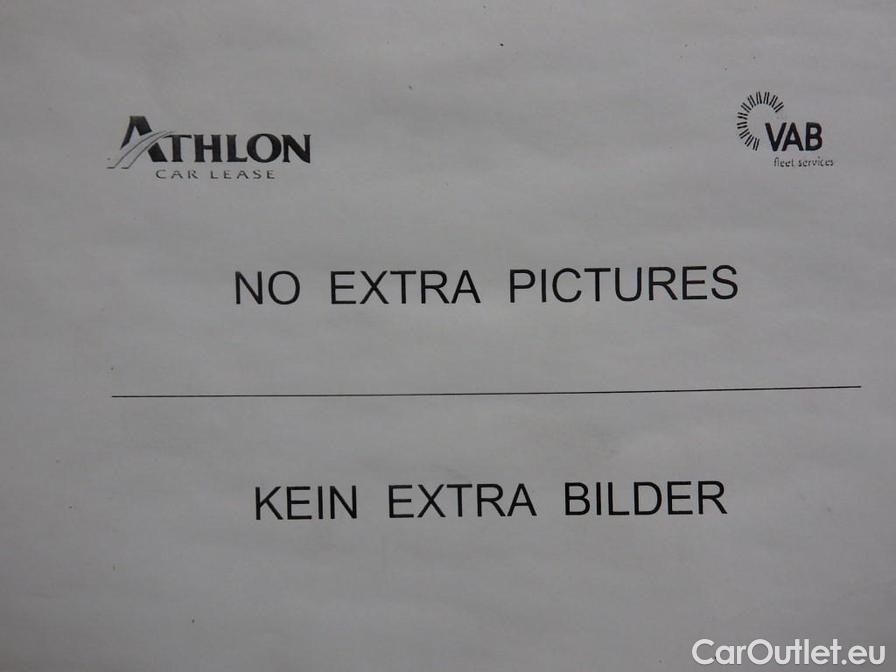 ATHLON
CAR LEASE
VAB
fleet services
NO EXTRA PICTURES
KEIN EXTRA BILDER
CarOutlet.eu